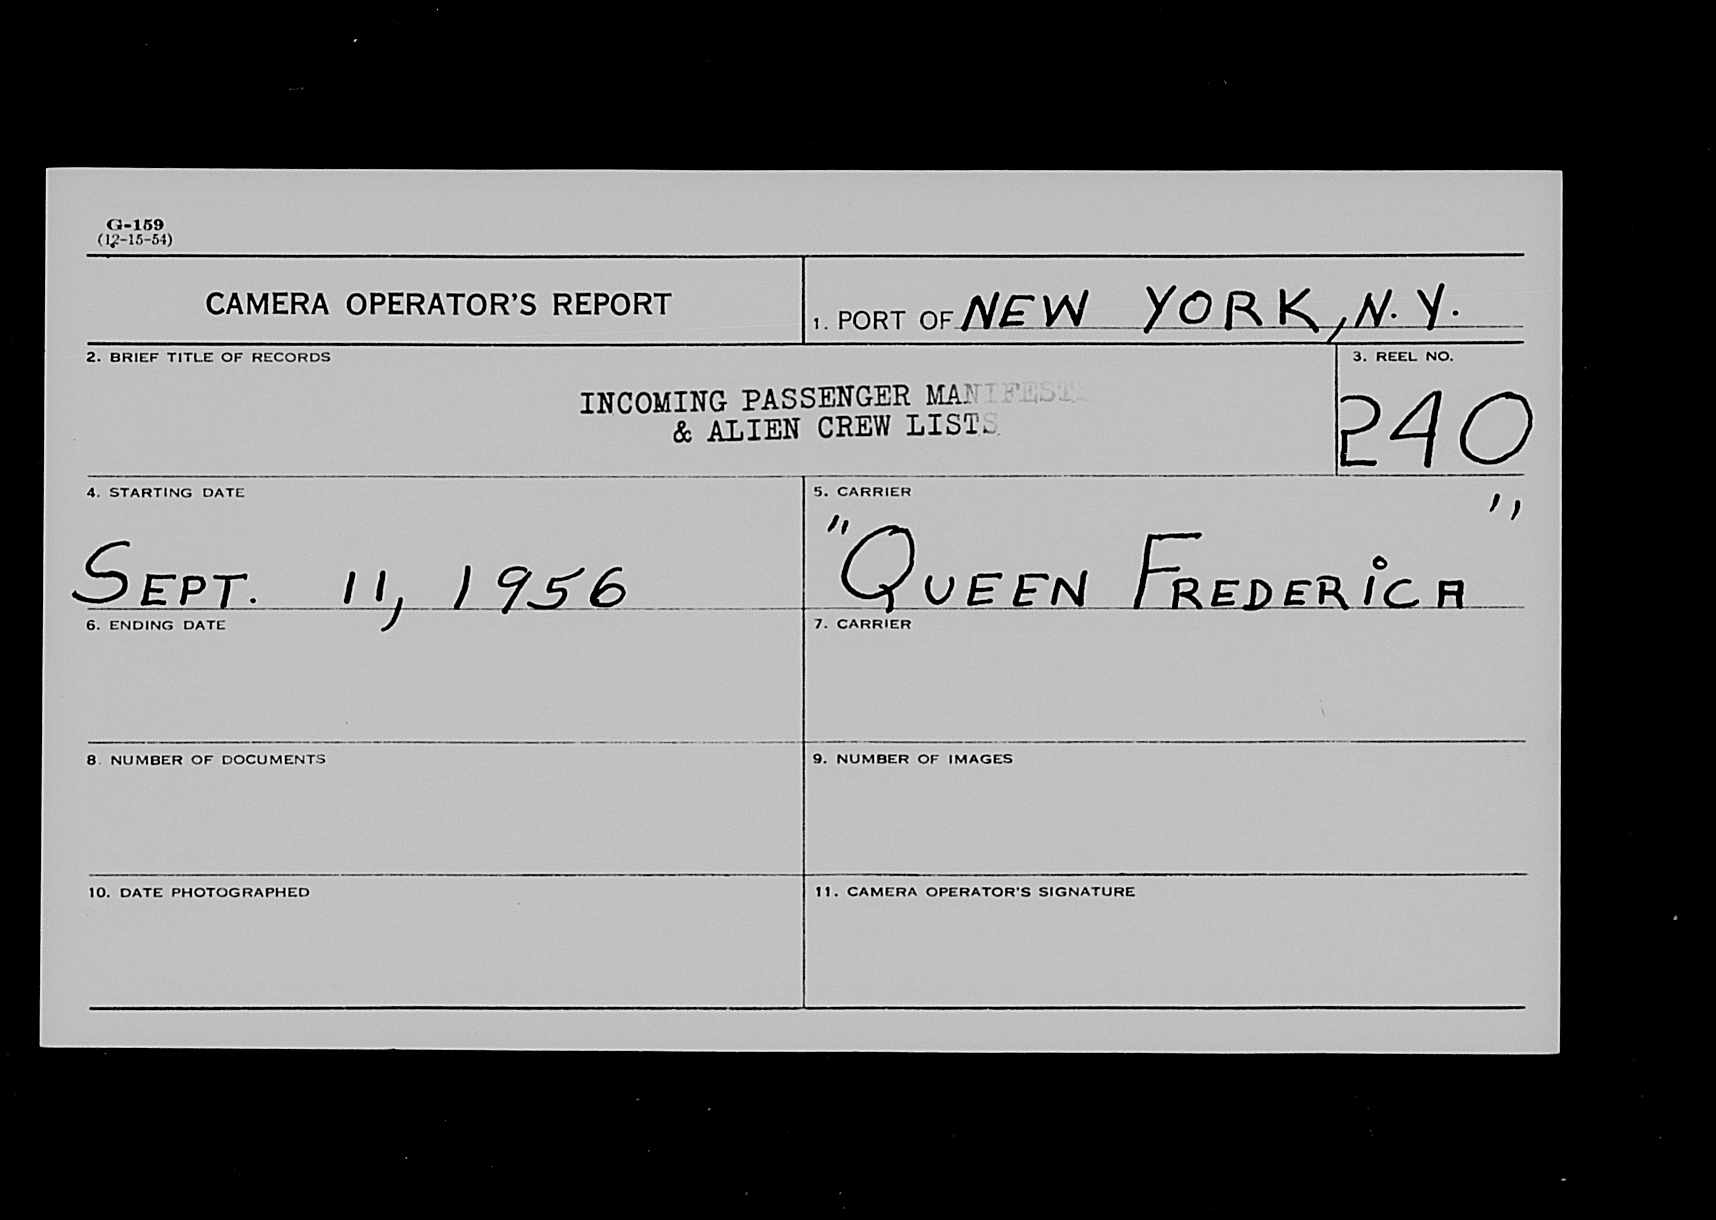 G-159
(12-15-54)
CAMERA OPERATOR'S REPORT
1. PORT OF NEW YORK, N.Y.
2. BRIEF TITLE OF RECORDS
3. REEL NO.
INCOMING PASSENGER MANIFESTS
& ALIEN CREW LISTS
240
4. STARTING DATE
5. CARRIER
SEPT. 11, 1956
"QUEEN FREDERiCA"
6. ENDING DATE
7. CARRIER
8. NUMBER OF DOCUMENTS
9. NUMBER OF IMAGES
10. DATE PHOTOGRAPHED
11. CAMERA OPERATOR'S SIGNATURE